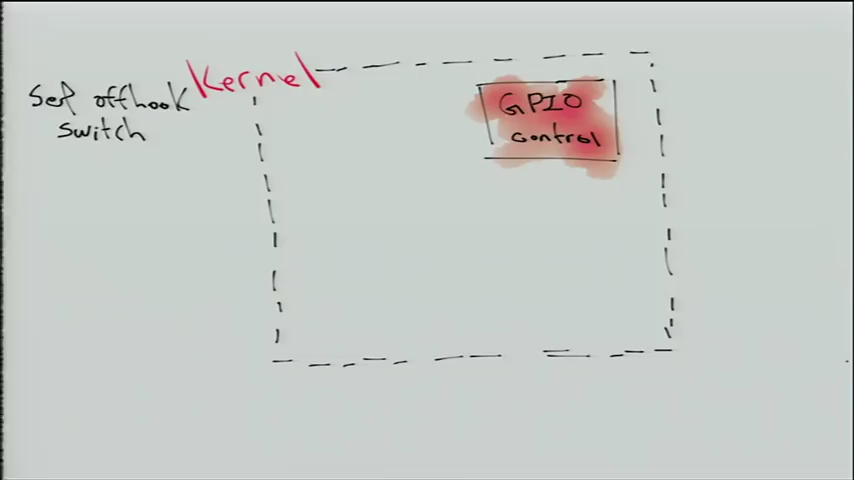 Set offhook
switch
Kernel
GPIO
control